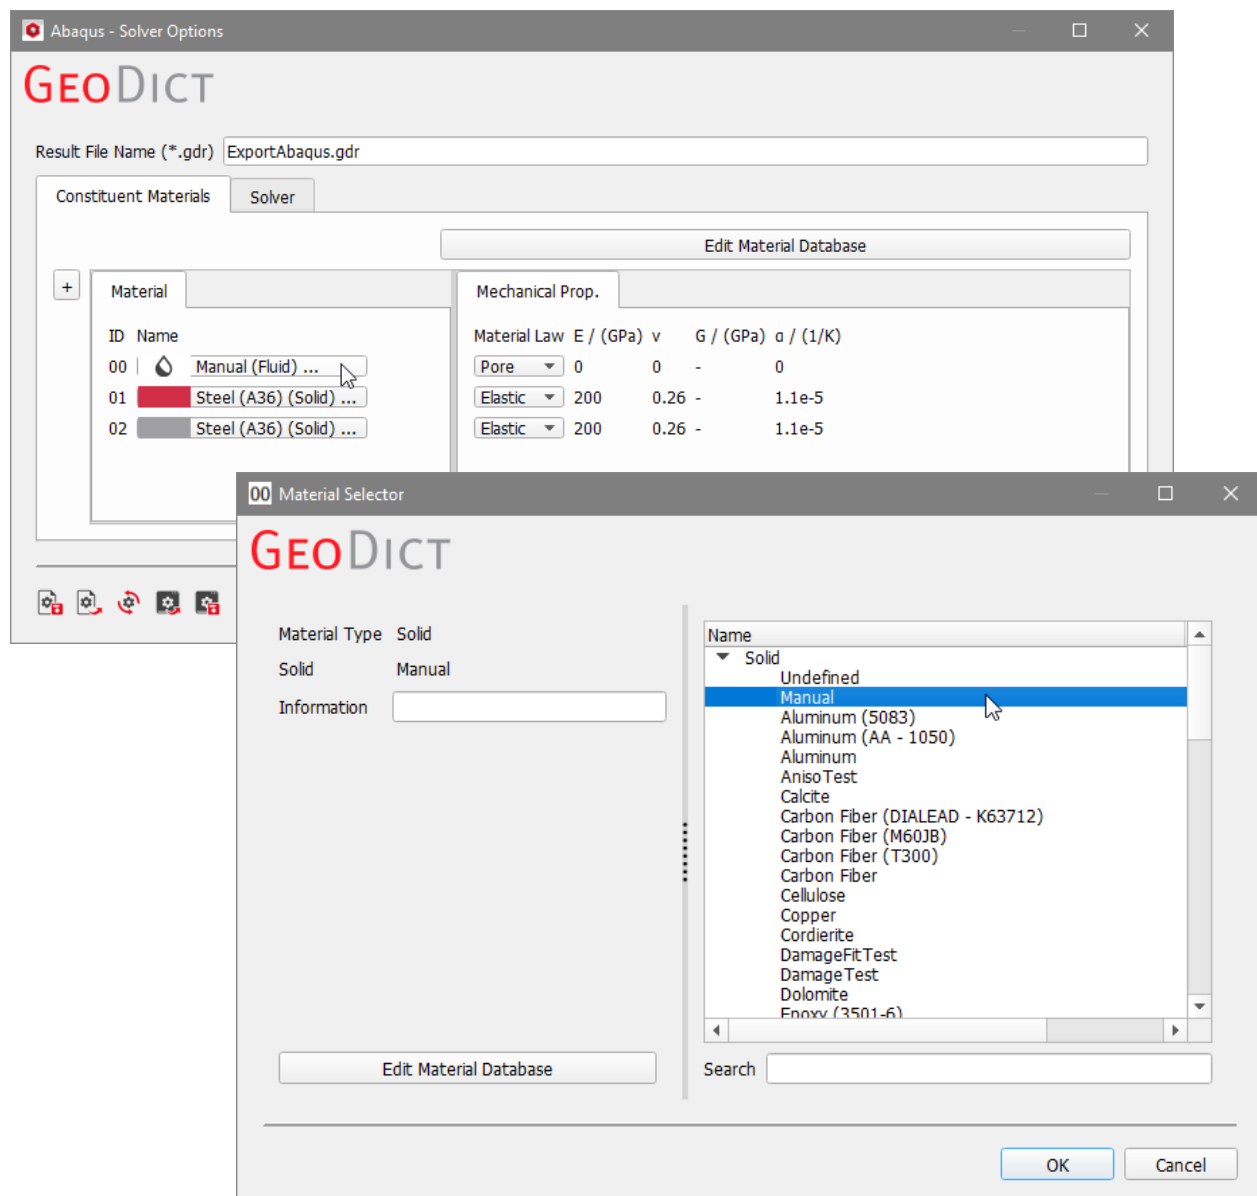 Abaqus - Solver Options
GEODICT
Result File Name (*.gdr) ExportAbaqus.gdr
Constituent Materials Solver
Edit Material Database
+ Material Mechanical Prop.
ID Name Material Law E / (GPa) ν G / (GPa) α / (1/K)
00 Manual (Fluid) ... Pore 0 0 - 0
01 Steel (A36) (Solid) ... Elastic 200 0.26 - 1.1e-5
02 Steel (A36) (Solid) ... Elastic 200 0.26 - 1.1e-5
00 Material Selector
GEODICT
Material Type Solid
Solid Manual
Information
Edit Material Database
Name
Solid
Undefined
Manual
Aluminum (5083)
Aluminum (AA - 1050)
Aluminum
AnisoTest
Calcite
Carbon Fiber (DIALEAD - K63712)
Carbon Fiber (M60JB)
Carbon Fiber (T300)
Carbon Fiber
Cellulose
Copper
Cordierite
DamageFitTest
DamageTest
Dolomite
Epoxy (3501-6)
Search
OK Cancel